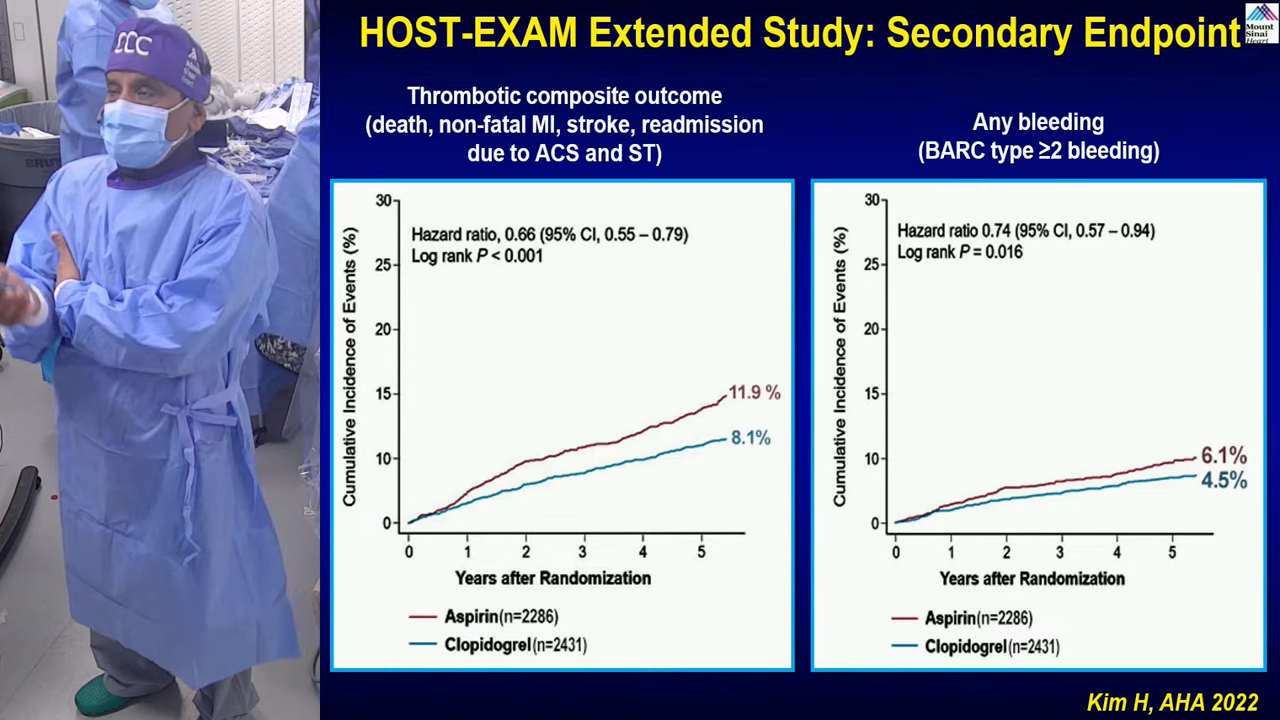 HOST-EXAM Extended Study: Secondary Endpoint
Mount
Sinai
Heart
CCC
Thrombotic composite outcome
(death, non-fatal MI, stroke, readmission
due to ACS and ST)
Any bleeding
(BARC type ≥2 bleeding)
Cumulative Incidence of Events (%)
30
25
20
15
10
0
Hazard ratio, 0.66 (95% CI, 0.55 – 0.79)
Log rank P < 0.001
11.9 %
8.1%
0 1 2 3 4 5
Years after Randomization
Aspirin(n=2286)
Clopidogrel(n=2431)
Cumulative Incidence of Events (%)
30
25
20
15
10
0
Hazard ratio 0.74 (95% CI, 0.57 – 0.94)
Log rank P = 0.016
6.1%
4.5%
0 1 2 3 4 5
Years after Randomization
Aspirin(n=2286)
Clopidogrel(n=2431)
Kim H, AHA 2022